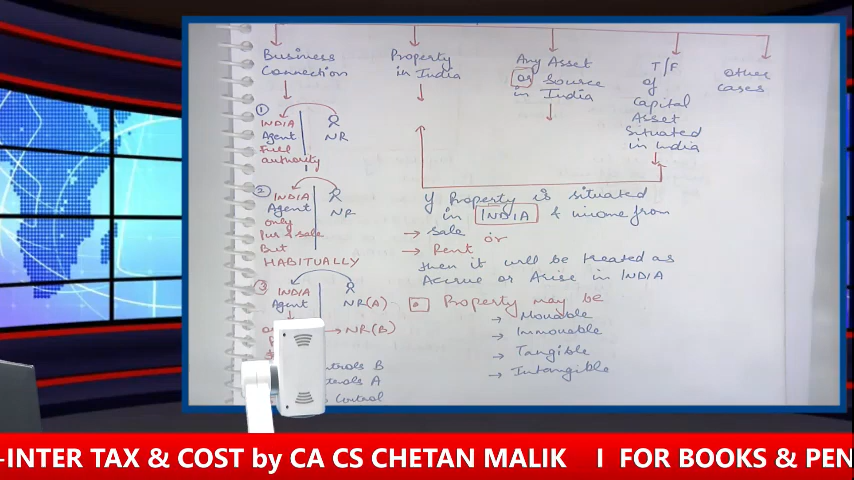 Business
Connection
Property
in India
Any Asset
or Source
in India
T/F
of
Capital
Asset
situated
in India
Other
Cases
①
INDIA
Agent
full
authority
NR
②
INDIA
Agent
only
Pur & sale
But
HABITUALLY
NR
③
INDIA
Agent
NR(A)
→ NR(B)
ntrols B
ntrols A
Control
If Property is situated
in INDIA & income from
→ Sale or
→ Rent
then it will be treated as
Accrue or Arise in INDIA
Property may be
→ Movable
→ Immovable
→ Tangible
→ Intangible
-INTER TAX & COST by CA CS CHETAN MALIK I FOR BOOKS & PEN